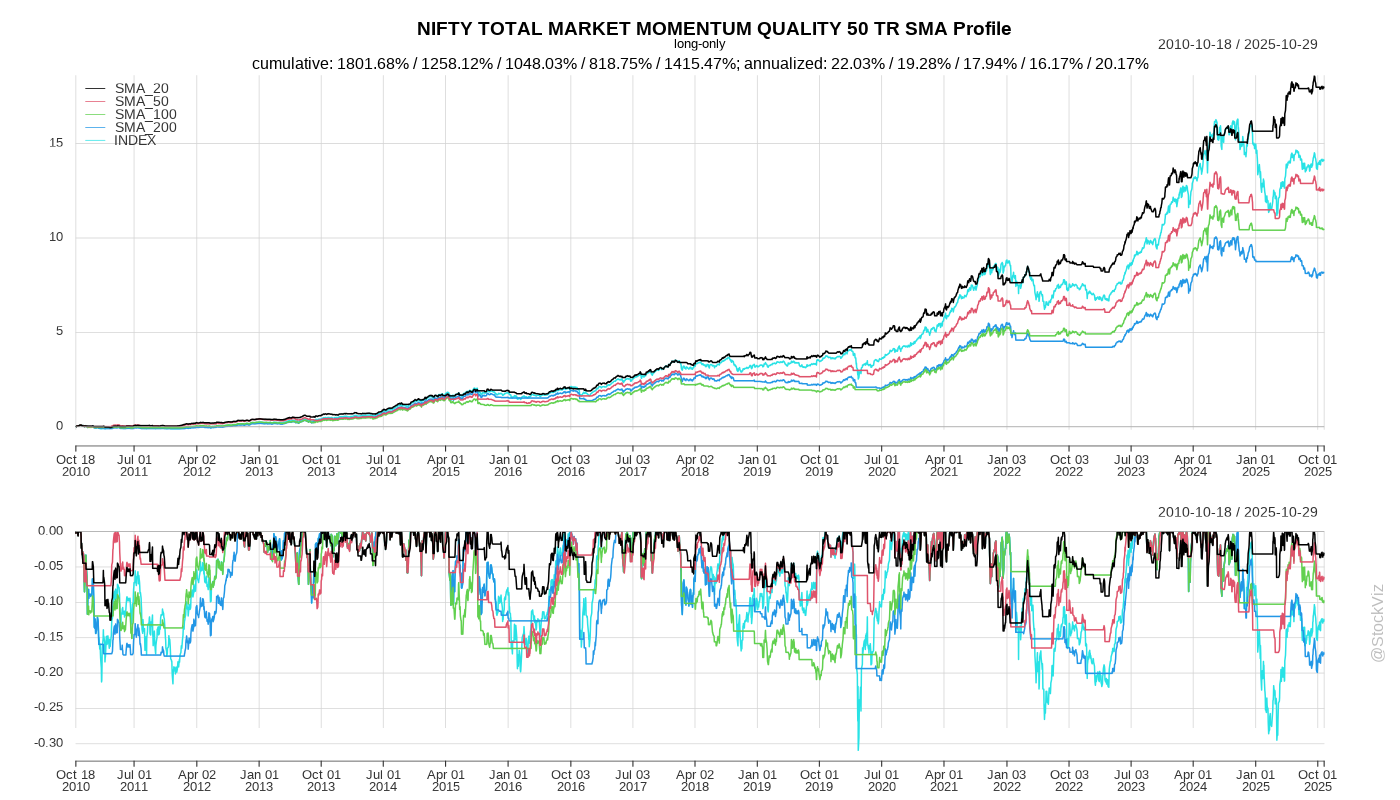 NIFTY TOTAL MARKET MOMENTUM QUALITY 50 TR SMA Profile
long-only
2010-10-18 / 2025-10-29
cumulative: 1801.68% / 1258.12% / 1048.03% / 818.75% / 1415.47%; annualized: 22.03% / 19.28% / 17.94% / 16.17% / 20.17%
SMA_20
SMA_50
SMA_100
SMA_200
INDEX
15
10
5
0
Oct 18 Jul 01 Apr 02 Jan 01 Oct 01 Jul 01 Apr 01 Jan 01 Oct 03 Jul 03 Apr 02 Jan 01 Oct 01 Jul 01 Apr 01 Jan 03 Oct 03 Jul 03 Apr 01 Jan 01 Oct 01
2010 2011 2012 2013 2013 2014 2015 2016 2016 2017 2018 2019 2019 2020 2021 2022 2022 2023 2024 2025 2025
2010-10-18 / 2025-10-29
0.00
-0.05
-0.10
-0.15
-0.20
-0.25
-0.30
Oct 18 Jul 01 Apr 02 Jan 01 Oct 01 Jul 01 Apr 01 Jan 01 Oct 03 Jul 03 Apr 02 Jan 01 Oct 01 Jul 01 Apr 01 Jan 03 Oct 03 Jul 03 Apr 01 Jan 01 Oct 01
2010 2011 2012 2013 2013 2014 2015 2016 2016 2017 2018 2019 2019 2020 2021 2022 2022 2023 2024 2025 2025
@StockViz